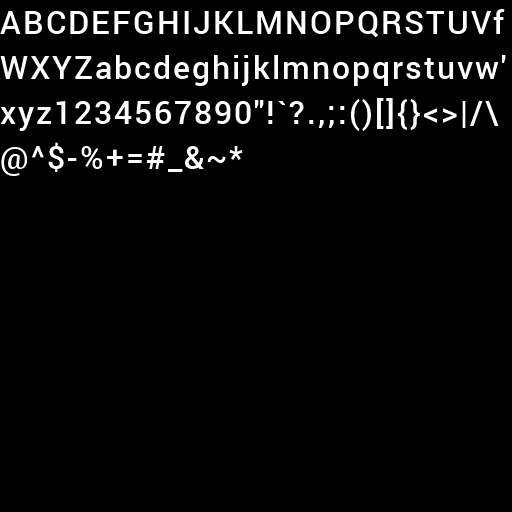 ABCDEFGHIJKLMNOPQRSTUVf
WXYZabcdeghijklmnopqrstuvw'
xyz1234567890"!`?.,;:()[]{}<>|/\
@^$-%+=#_&~*